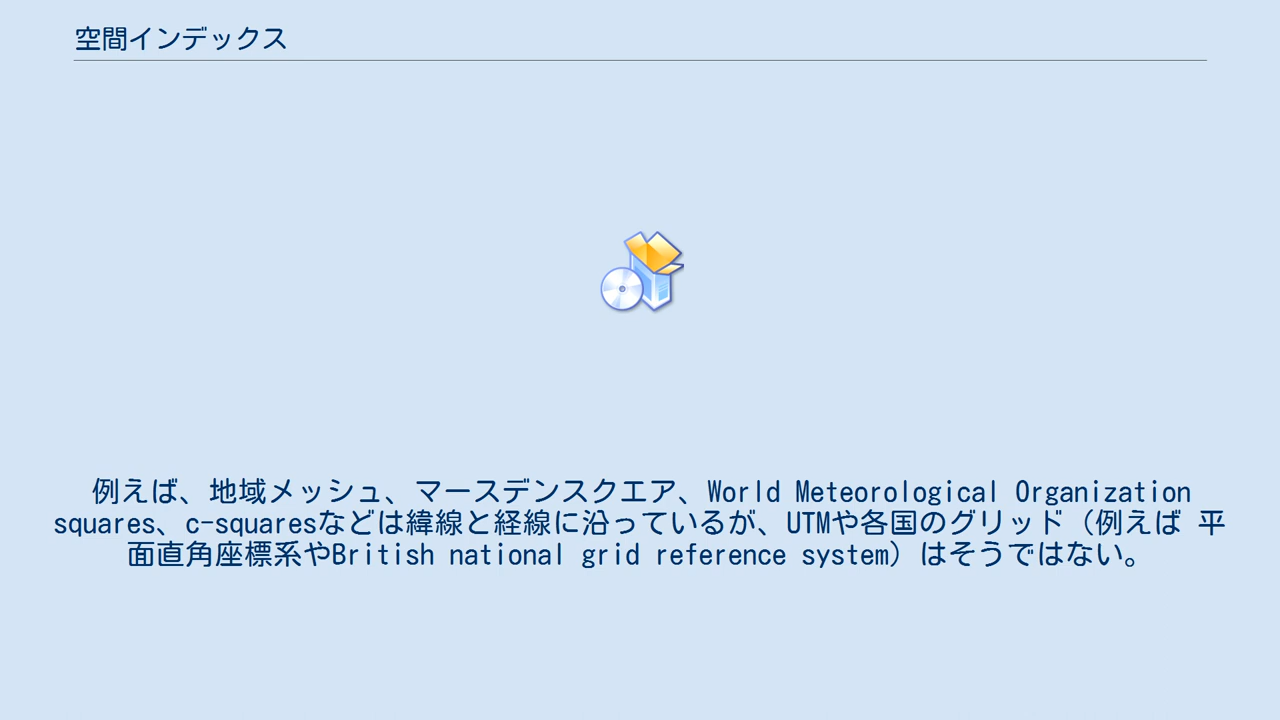 空間インデックス
例えば、地域メッシュ、マースデンスクエア、World Meteorological Organization
squares、c-squaresなどは緯線と経線に沿っているが、UTMや各国のグリッド（例えば 平
面直角座標系やBritish national grid reference system）はそうではない。